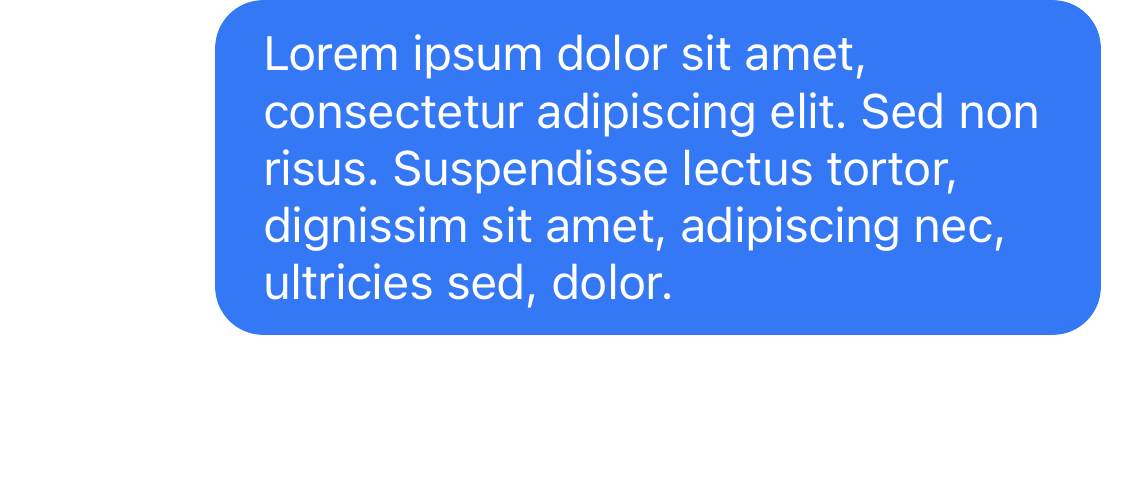 Lorem ipsum dolor sit amet,
consectetur adipiscing elit. Sed non
risus. Suspendisse lectus tortor,
dignissim sit amet, adipiscing nec,
ultricies sed, dolor.